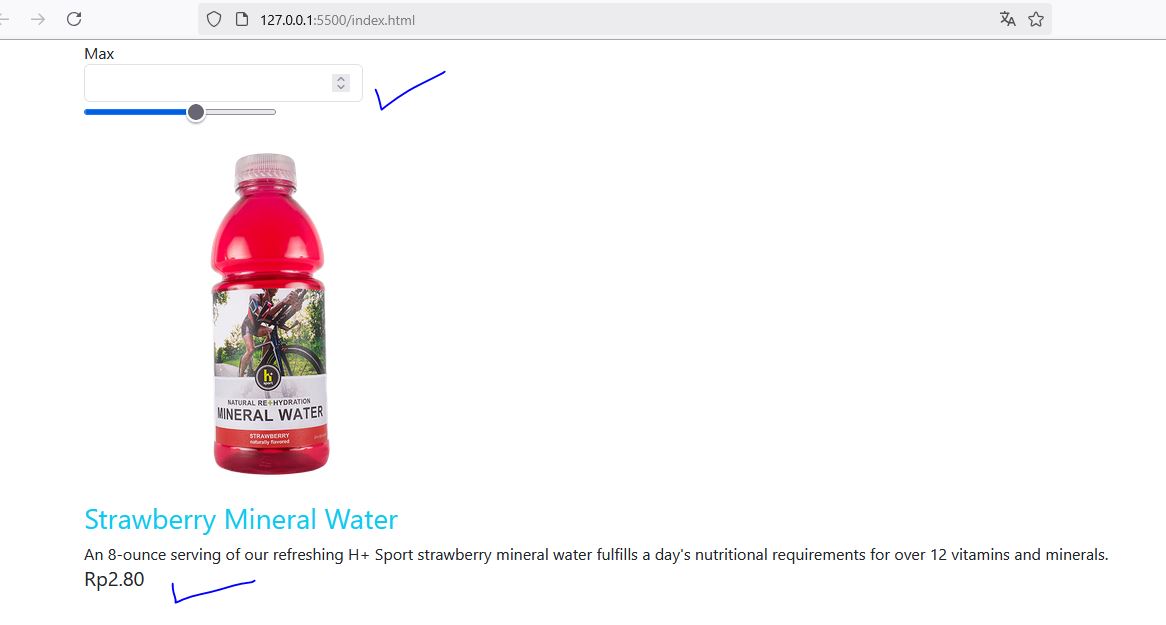 127.0.0.1:5500/index.html
Max
h
NATURAL RE+HYDRATION
MINERAL WATER
STRAWBERRY
naturally flavored
Strawberry Mineral Water
An 8-ounce serving of our refreshing H+ Sport strawberry mineral water fulfills a day's nutritional requirements for over 12 vitamins and minerals.
Rp2.80